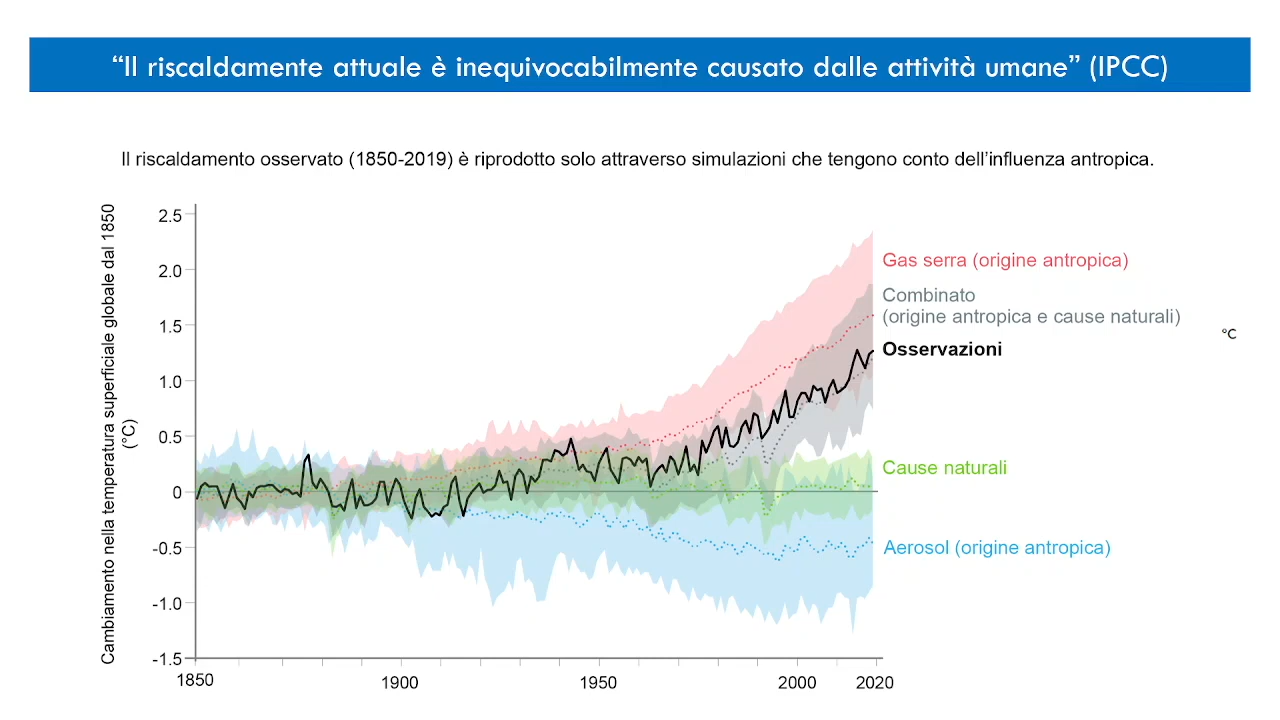 “Il riscaldamente attuale è inequivocabilmente causato dalle attività umane” (IPCC)
Il riscaldamento osservato (1850-2019) è riprodotto solo attraverso simulazioni che tengono conto dell’influenza antropica.
Cambiamento nella temperatura superficiale globale dal 1850
(°C)
2.5
2.0
1.5
1.0
0.5
0
-0.5
-1.0
-1.5
1850
1900
1950
2000
2020
Gas serra (origine antropica)
Combinato
(origine antropica e cause naturali)
°C
Osservazioni
Cause naturali
Aerosol (origine antropica)